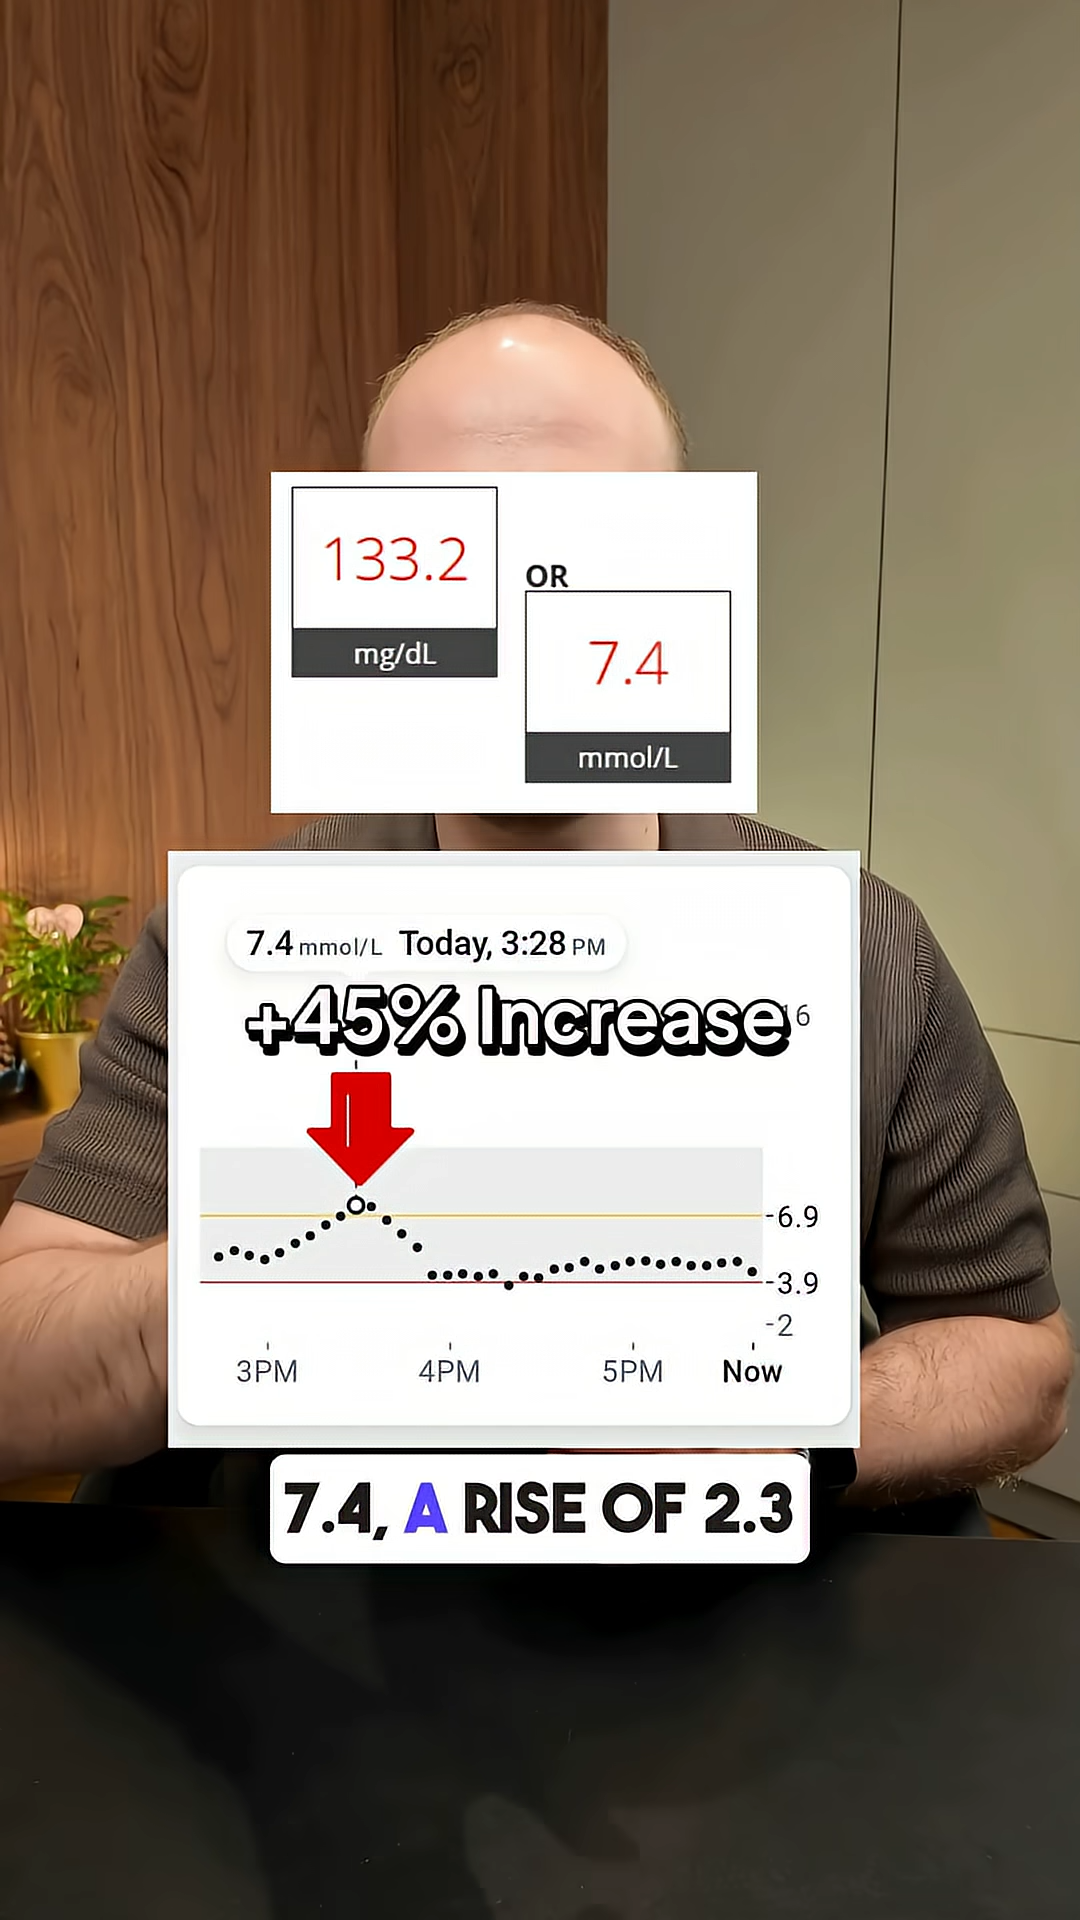 133.2
mg/dL
OR
7.4
mmol/L
7.4 mmol/L Today, 3:28 PM
+45% Increase
16
-6.9
-3.9
-2
3PM 4PM 5PM Now
7.4, A RISE OF 2.3